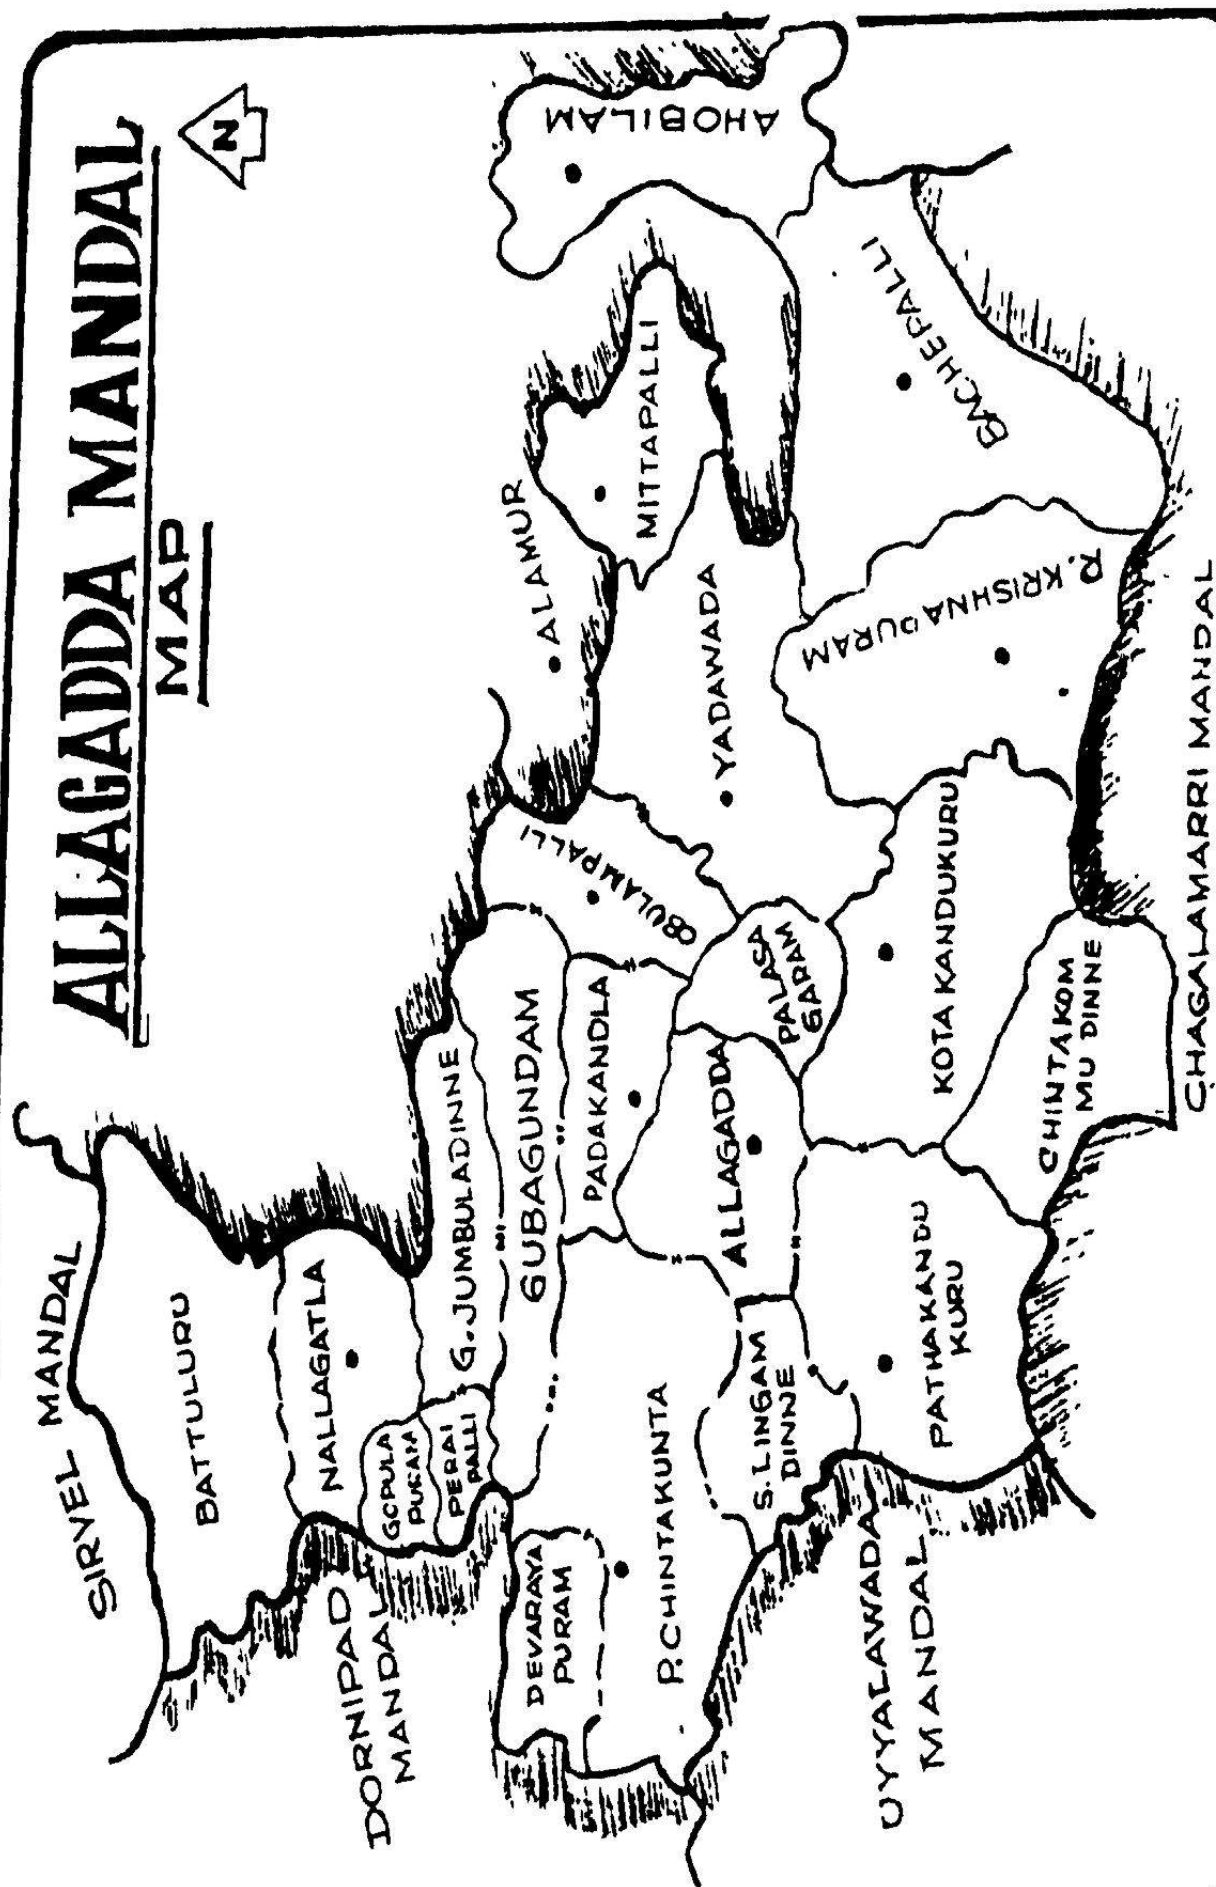 ALLAGADDA MANDAL
MAP
N
SIRVEL MANDAL
BATTULURU
NALLAGATLA
GOPULA
PURAM
PERAI
PALLI
G. JUMBULADINNE
GUBAGUNDAM
DORNIPAD
MANDAL
DEVARAYA
PURAM
P. CHINTAKUNTA
PADAKANDLA
OBULAMPALLI
ALAMUR
MITTAPALLI
AHOBILAM
YADAWADA
PALASA
GARAM
ALLAGADDA
S. LINGAM
DINNE
UYYALAWADA
MANDAL
PATHAKANDU
KURU
KOTA KANDUKURU
CHINTAKOM
MU DINNE
R. KRISHNAPURAM
BACHEPALLI
CHAGALAMARRI MANDAL